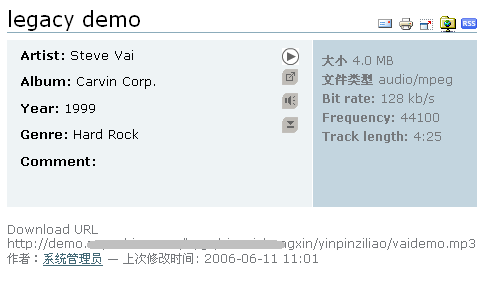 legacy demo
RSS
Artist: Steve Vai
Album: Carvin Corp.
Year: 1999
Genre: Hard Rock
Comment:
大小 4.0 MB
文件类型 audio/mpeg
Bit rate: 128 kb/s
Frequency: 44100
Track length: 4:25
Download URL
http://demo. ngxin/yinpinziliao/vaidemo.mp3
作者：系统管理员 — 上次修改时间: 2006-06-11 11:01